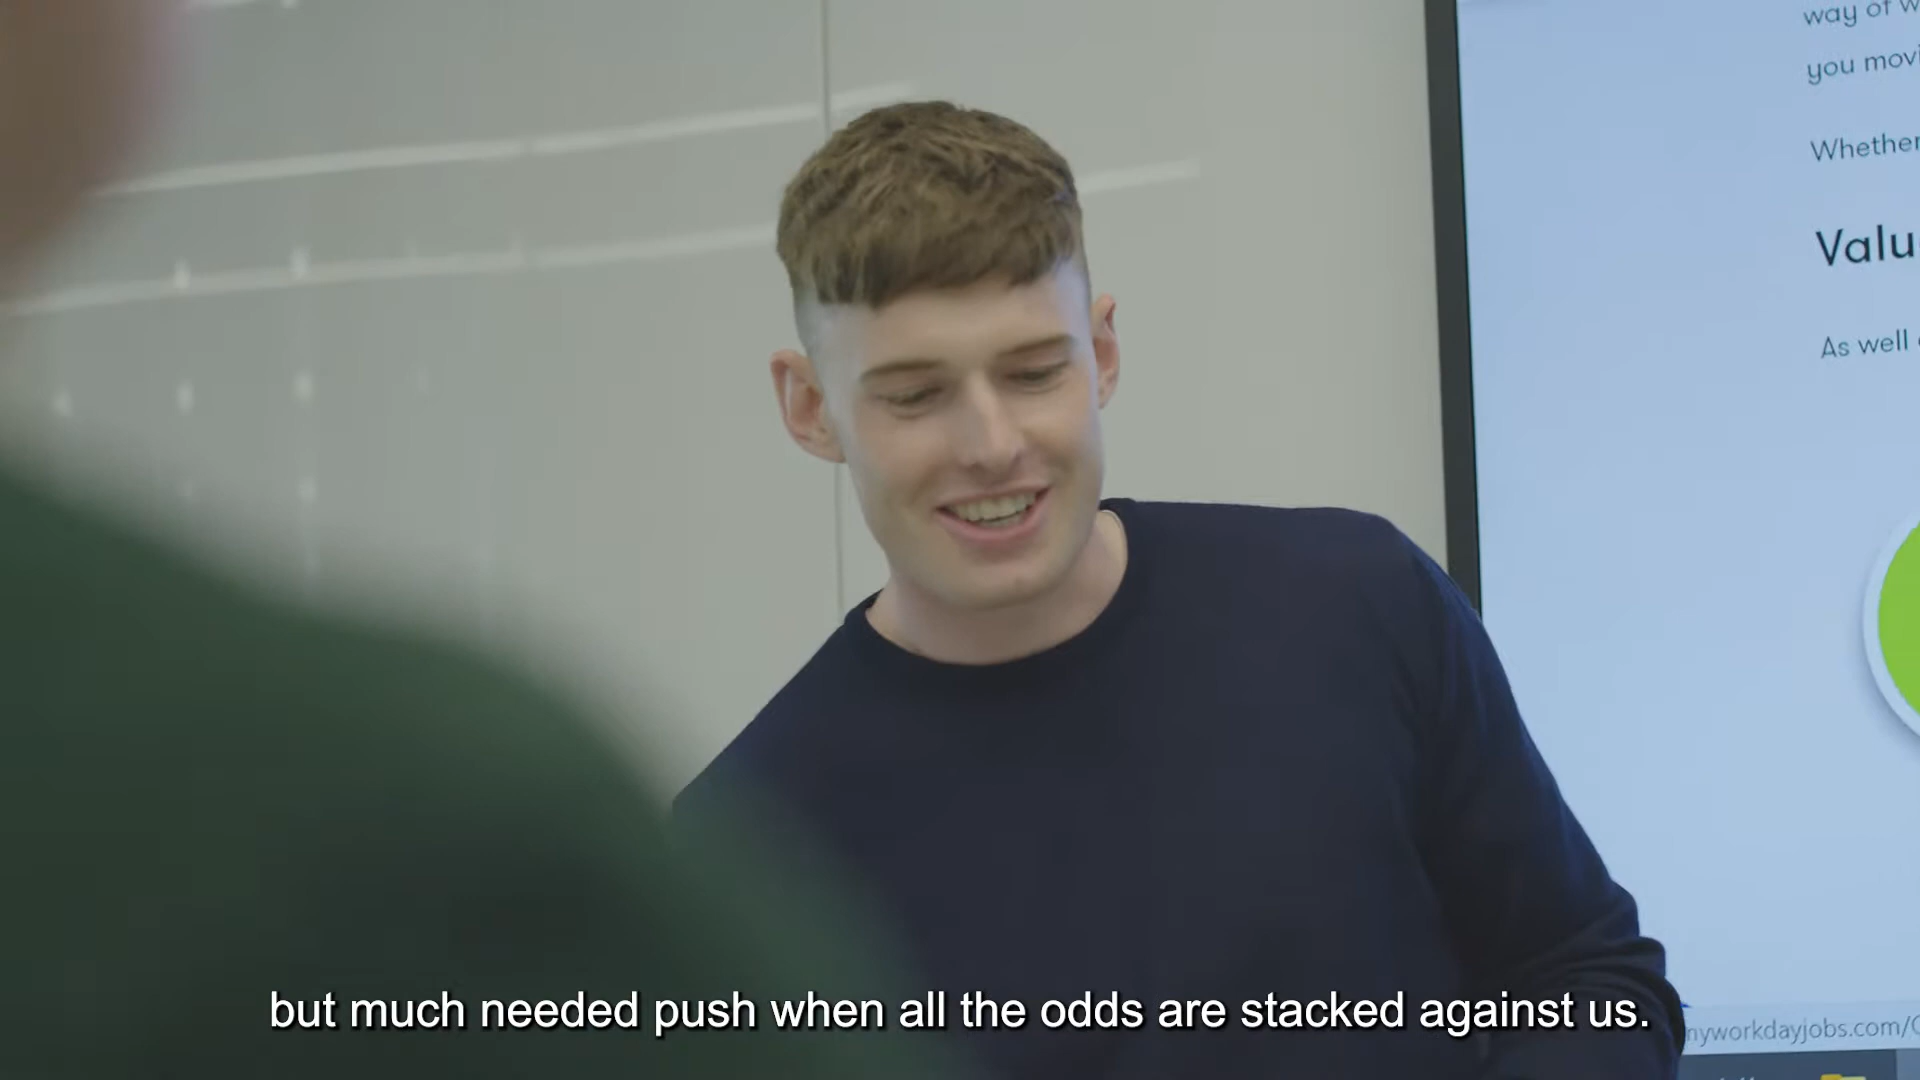 way of w
you movi
Whether
Valu
As well
but much needed push when all the odds are stacked against us.
nyworkdayjobs.com/C